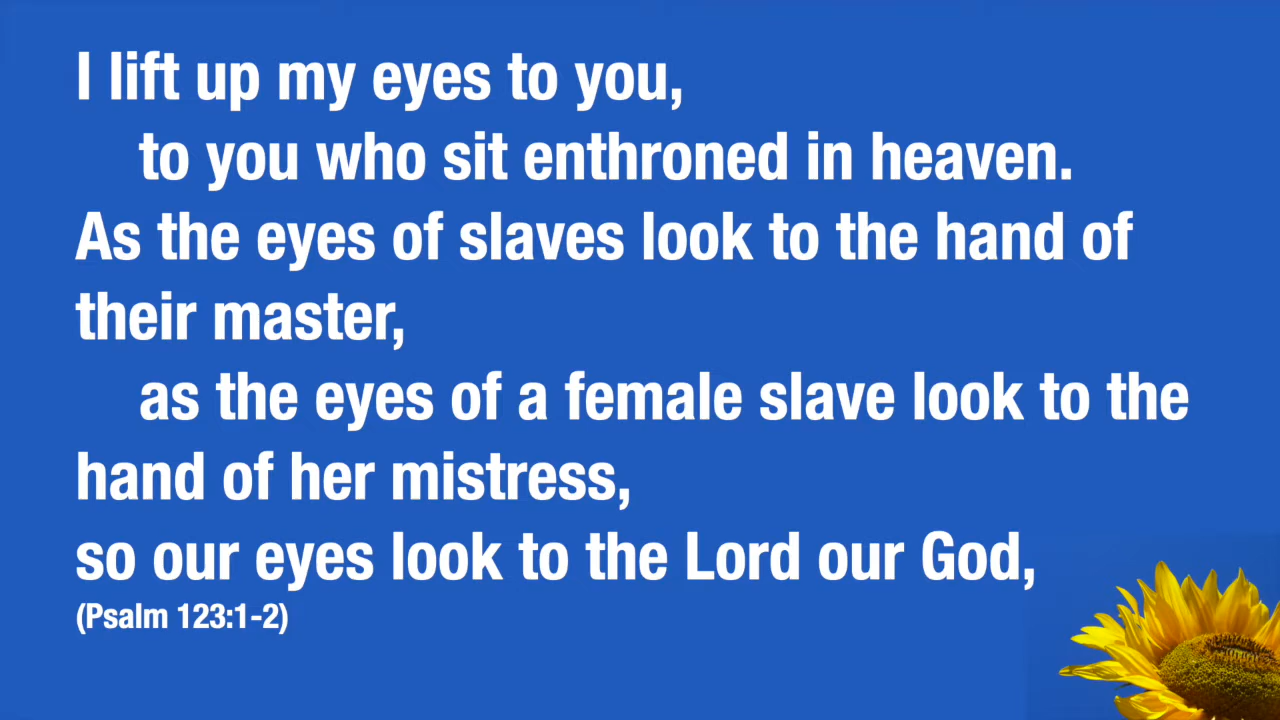 I lift up my eyes to you,
to you who sit enthroned in heaven.
As the eyes of slaves look to the hand of
their master,
as the eyes of a female slave look to the
hand of her mistress,
so our eyes look to the Lord our God,
(Psalm 123:1-2)